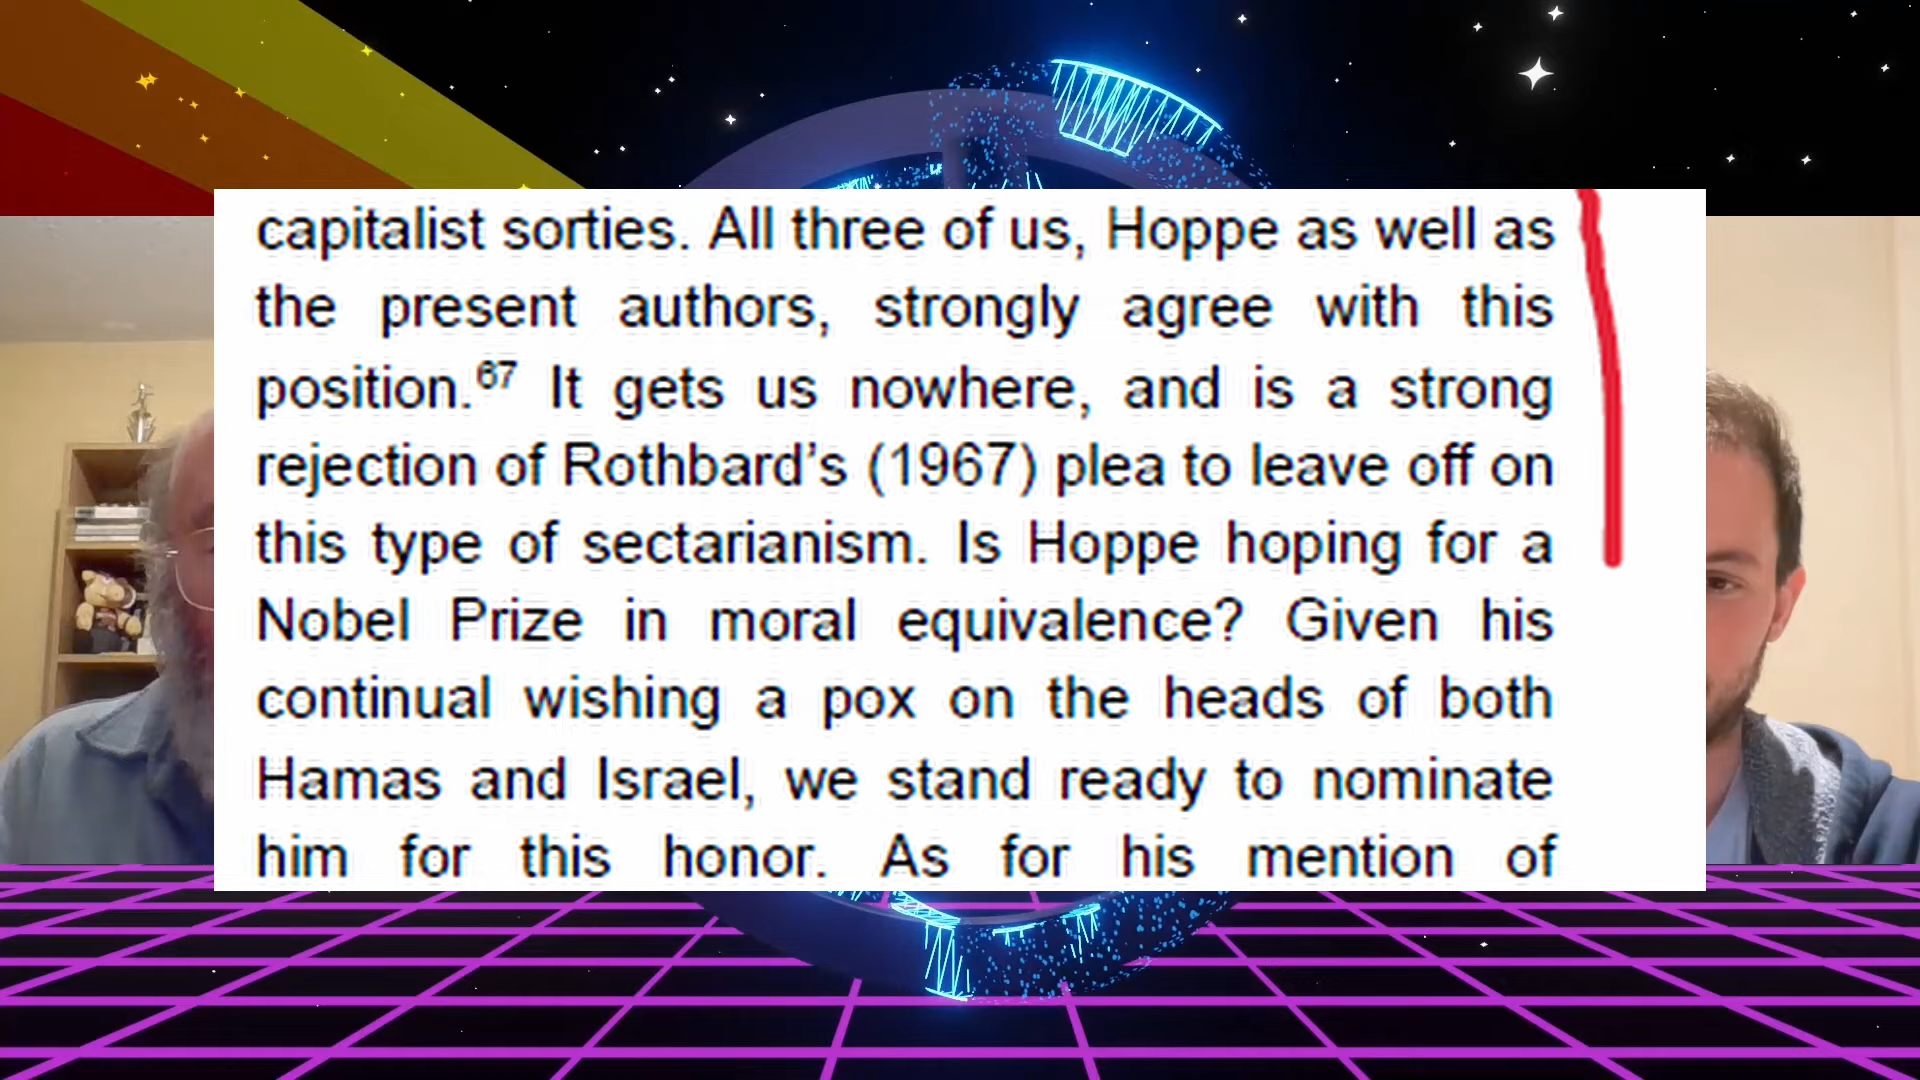 capitalist sorties. All three of us, Hoppe as well as
the present authors, strongly agree with this
position.67 It gets us nowhere, and is a strong
rejection of Rothbard’s (1967) plea to leave off on
this type of sectarianism. Is Hoppe hoping for a
Nobel Prize in moral equivalence? Given his
continual wishing a pox on the heads of both
Hamas and Israel, we stand ready to nominate
him for this honor. As for his mention of